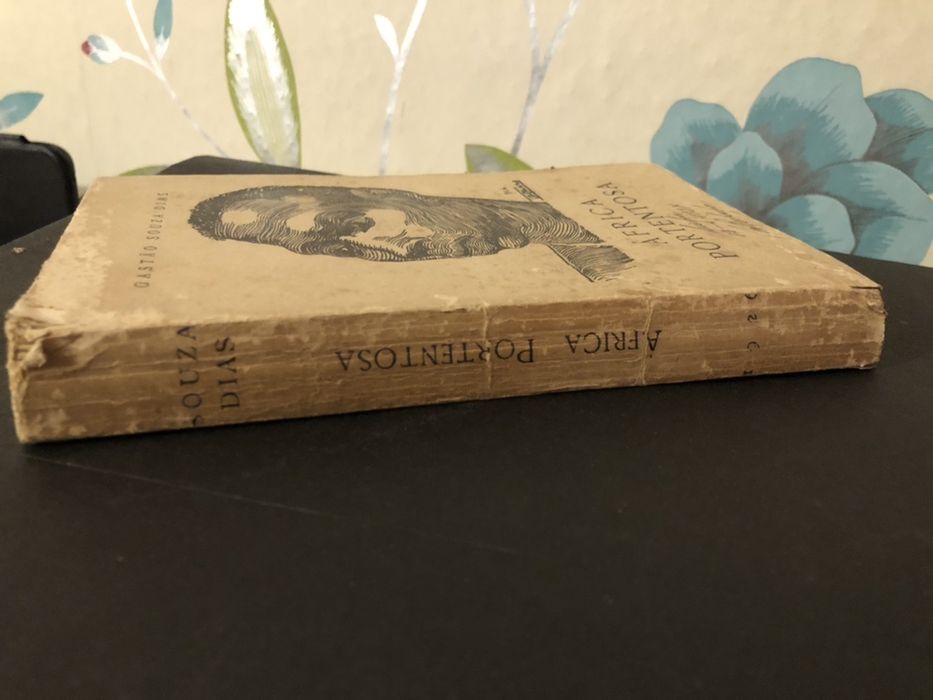 GASTÃO SOUZA DIAS
ÁFRICA
PORTENTOSA
SOUZA
DIAS
ÁFRICA PORTENTOSA